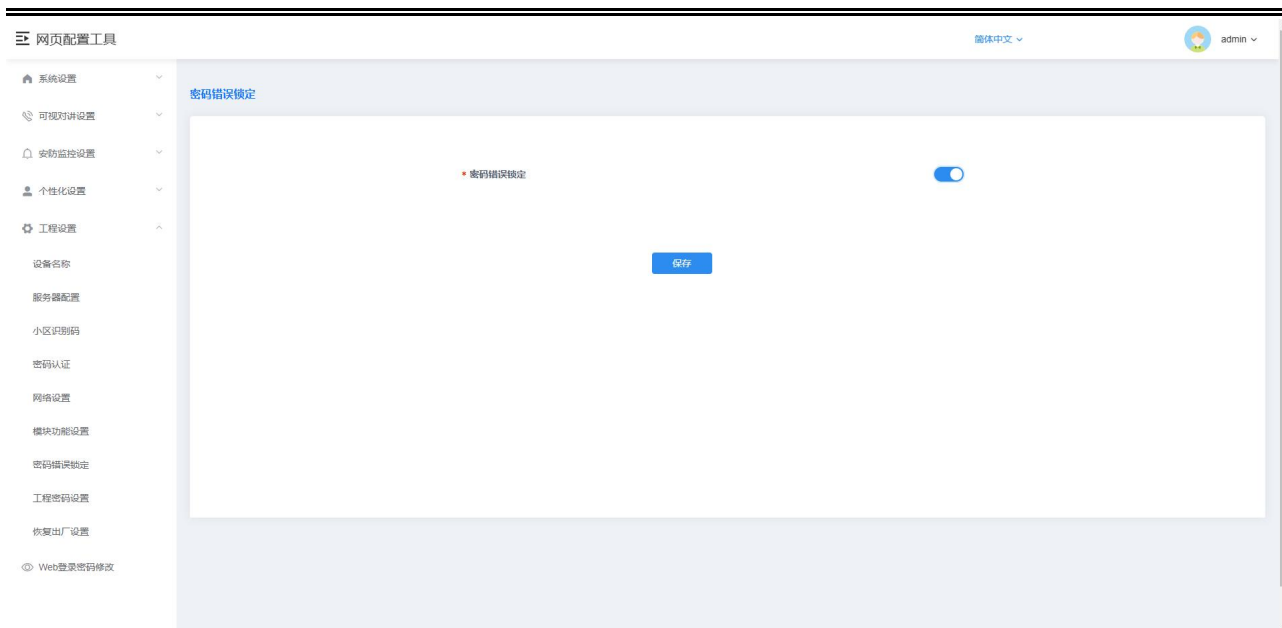 网页配置工具
简体中文
admin
系统设置
可视对讲设置
安防监控设置
个性化设置
工程设置
设备名称
服务器配置
小区识别码
密码认证
网络设置
模块功能设置
密码错误锁定
工程密码设置
恢复出厂设置
Web登录密码修改
密码错误锁定
* 密码错误锁定
保存